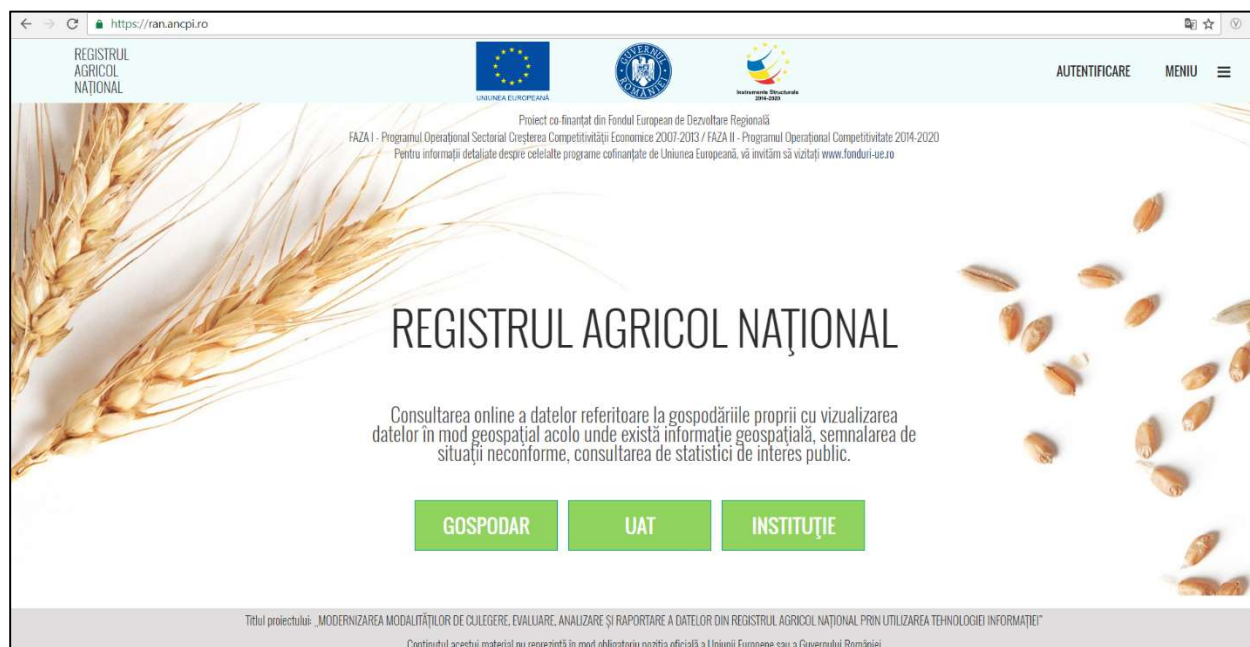 https://ran.ancpi.ro
REGISTRUL
AGRICOL
NAȚIONAL
UNIUNEA EUROPEANĂ
GUVERNUL ROMÂNIEI
Instrumente Structurale
2014-2020
AUTENTIFICARE
MENIU
Proiect co-finanțat din Fondul European de Dezvoltare Regională
FAZA I - Programul Operațional Sectorial Creșterea Competitivității Economice 2007-2013 / FAZA II - Programul Operațional Competitivitate 2014-2020
Pentru informații detaliate despre celelalte programe cofinanțate de Uniunea Europeană, vă invităm să vizitați www.fonduri-ue.ro
REGISTRUL AGRICOL NAŢIONAL
Consultarea online a datelor referitoare la gospodăriile proprii cu vizualizarea
datelor în mod geospațial acolo unde există informație geospațială, semnalarea de
situații neconforme, consultarea de statistici de interes public.
GOSPODAR
UAT
INSTITUŢIE
Titlul proiectului: „MODERNIZAREA MODALITĂȚILOR DE CULEGERE, EVALUARE, ANALIZARE ȘI RAPORTARE A DATELOR DIN REGISTRUL AGRICOL NAȚIONAL PRIN UTILIZAREA TEHNOLOGIEI INFORMAȚIEI”
Conținutul acestui material nu reprezintă în mod obligatoriu poziția oficială a Uniunii Europene sau a Guvernului României